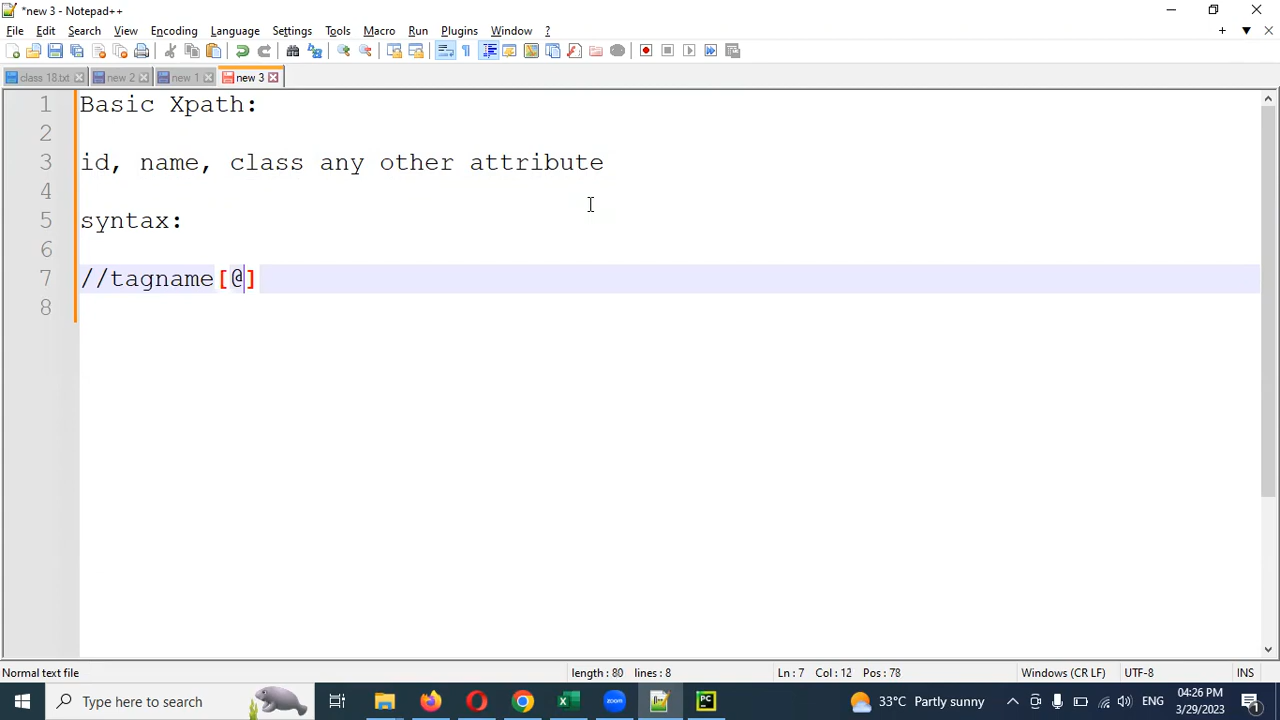 *new 3 - Notepad++
File Edit Search View Encoding Language Settings Tools Macro Run Plugins Window ?
class 18.txt new 2 new 1 new 3
1 Basic Xpath:
2
3 id, name, class any other attribute
4
5 syntax:
6
7 //tagname[@]
8
Normal text file length : 80 lines : 8 Ln : 7 Col : 12 Pos : 78 Windows (CR LF) UTF-8 INS
Type here to search zoom PC 33°C Partly sunny ENG 04:26 PM
3/29/2023 1